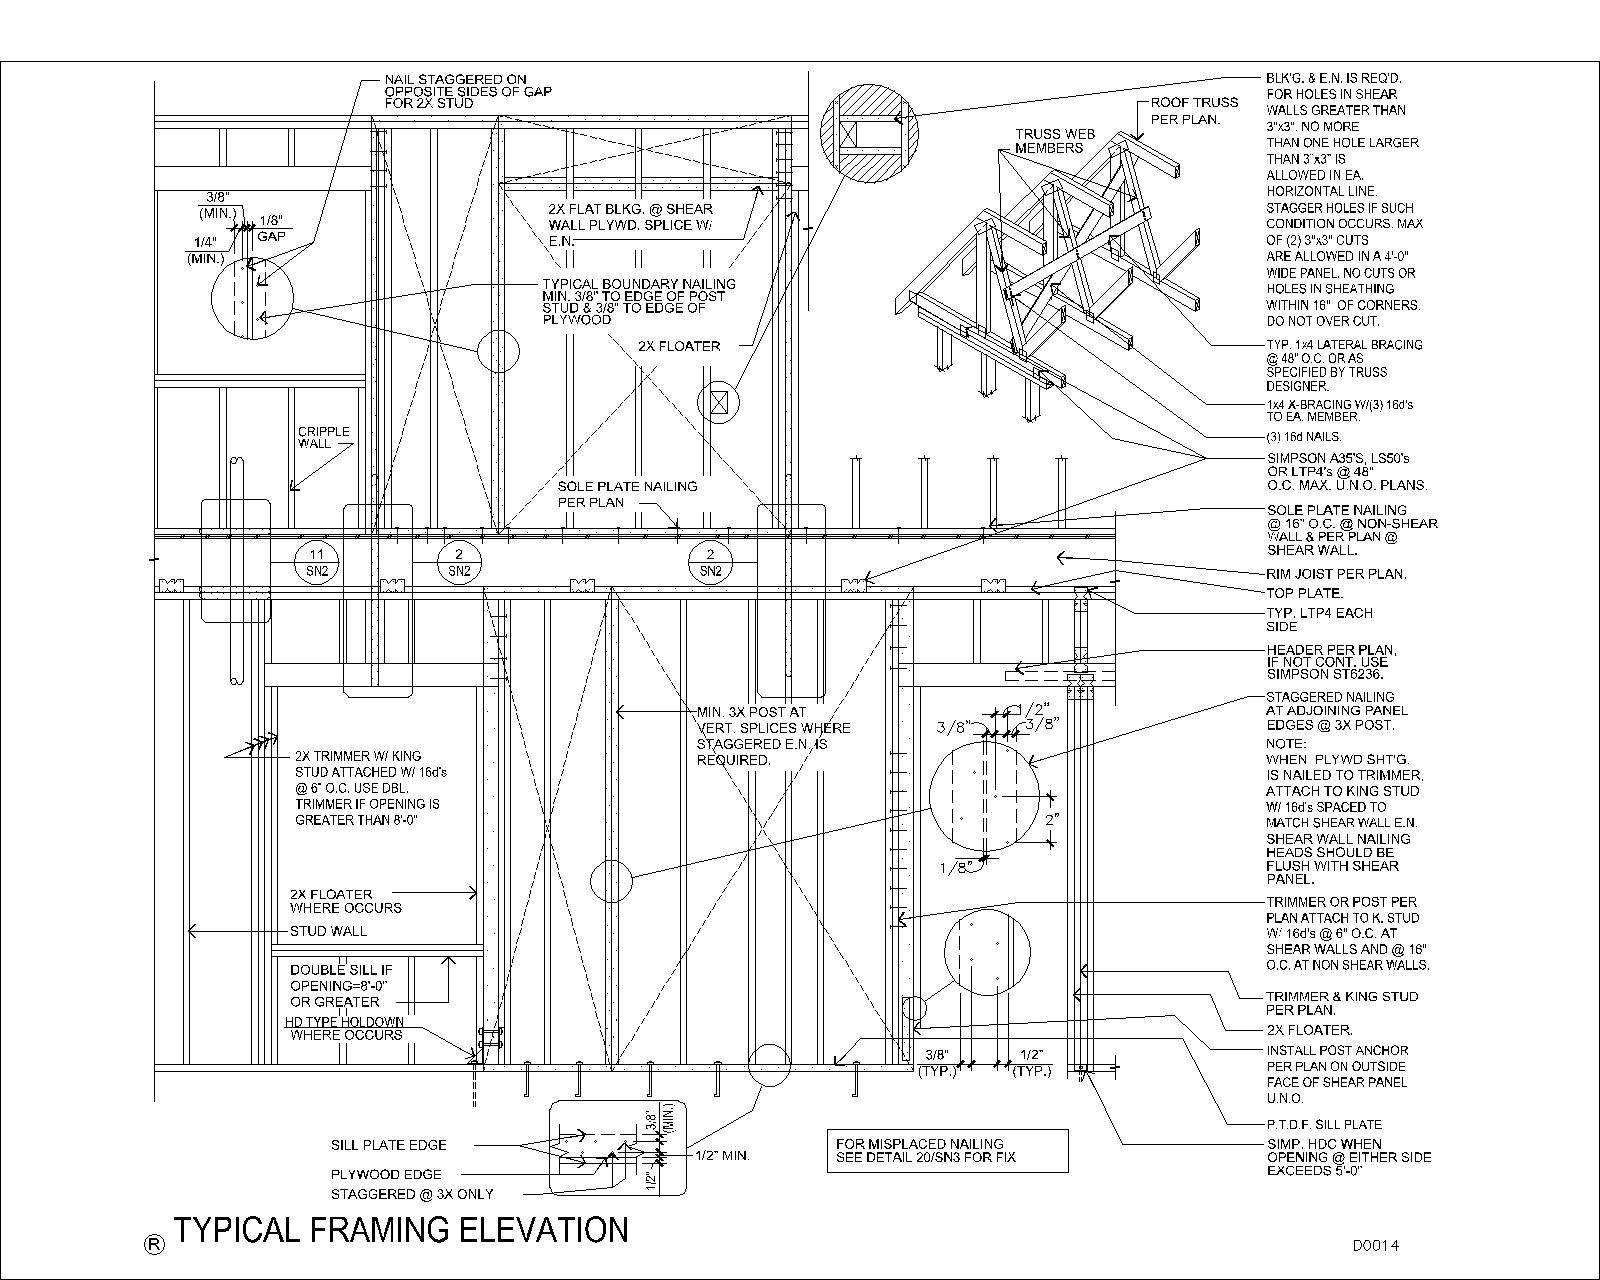 NAIL STAGGERED ON
OPPOSITE SIDES OF GAP
FOR 2X STUD
3/8"
(MIN.)
1/8"
GAP
1/4"
(MIN.)
2X FLAT BLKG. @ SHEAR
WALL PLYWD. SPLICE W/
E.N.
TYPICAL BOUNDARY NAILING
MIN. 3/8" TO EDGE OF POST
STUD & 3/8" TO EDGE OF
PLYWOOD
2X FLOATER
CRIPPLE
WALL
SOLE PLATE NAILING
PER PLAN
11
SN2
2
SN2
2
SN2
ROOF TRUSS
PER PLAN.
TRUSS WEB
MEMBERS
BLK'G. & E.N. IS REQ'D.
FOR HOLES IN SHEAR
WALLS GREATER THAN
3"x3". NO MORE
THAN ONE HOLE LARGER
THAN 3"x3" IS
ALLOWED IN EA.
HORIZONTAL LINE.
STAGGER HOLES IF SUCH
CONDITION OCCURS. MAX
OF (2) 3"x3" CUTS
ARE ALLOWED IN A 4'-0"
WIDE PANEL. NO CUTS OR
HOLES IN SHEATHING
WITHIN 16" OF CORNERS.
DO NOT OVER CUT.
TYP. 1x4 LATERAL BRACING
@ 48" O.C. OR AS
SPECIFIED BY TRUSS
DESIGNER.
1x4 X-BRACING W/(3) 16d's
TO EA. MEMBER.
(3) 16d NAILS.
SIMPSON A35'S, LS50's
OR LTP4's @ 48"
O.C. MAX. U.N.O. PLANS.
SOLE PLATE NAILING
@ 16" O.C. @ NON-SHEAR
WALL & PER PLAN @
SHEAR WALL.
RIM JOIST PER PLAN.
TOP PLATE.
TYP. LTP4 EACH
SIDE
HEADER PER PLAN,
IF NOT CONT. USE
SIMPSON ST6236.
STAGGERED NAILING
AT ADJOINING PANEL
EDGES @ 3X POST.
NOTE:
WHEN PLYWD SHT'G.
IS NAILED TO TRIMMER,
ATTACH TO KING STUD
W/ 16d's SPACED TO
MATCH SHEAR WALL E.N.
SHEAR WALL NAILING
HEADS SHOULD BE
FLUSH WITH SHEAR
PANEL.
TRIMMER OR POST PER
PLAN ATTACH TO K. STUD
W/ 16d's @ 6" O.C. AT
SHEAR WALLS AND @ 16"
O.C. AT NON SHEAR WALLS.
TRIMMER & KING STUD
PER PLAN.
2X FLOATER.
INSTALL POST ANCHOR
PER PLAN ON OUTSIDE
FACE OF SHEAR PANEL
U.N.O.
P.T.D.F. SILL PLATE
SIMP. HDC WHEN
OPENING @ EITHER SIDE
EXCEEDS 5'-0"
MIN. 3X POST AT
VERT. SPLICES WHERE
STAGGERED E.N. IS
REQUIRED.
1/2"
3/8"
3/8"
2"
1/8"
2X TRIMMER W/ KING
STUD ATTACHED W/ 16d's
@ 6" O.C. USE DBL.
TRIMMER IF OPENING IS
GREATER THAN 8'-0"
2X FLOATER
WHERE OCCURS
STUD WALL
DOUBLE SILL IF
OPENING=8'-0"
OR GREATER
HD TYPE HOLDOWN
WHERE OCCURS
3/8"
(TYP.)
1/2"
(TYP.)
SILL PLATE EDGE
PLYWOOD EDGE
STAGGERED @ 3X ONLY
3/8"
(MIN.)
1/2" MIN.
1/2"
FOR MISPLACED NAILING
SEE DETAIL 20/SN3 FOR FIX
® TYPICAL FRAMING ELEVATION
D0014